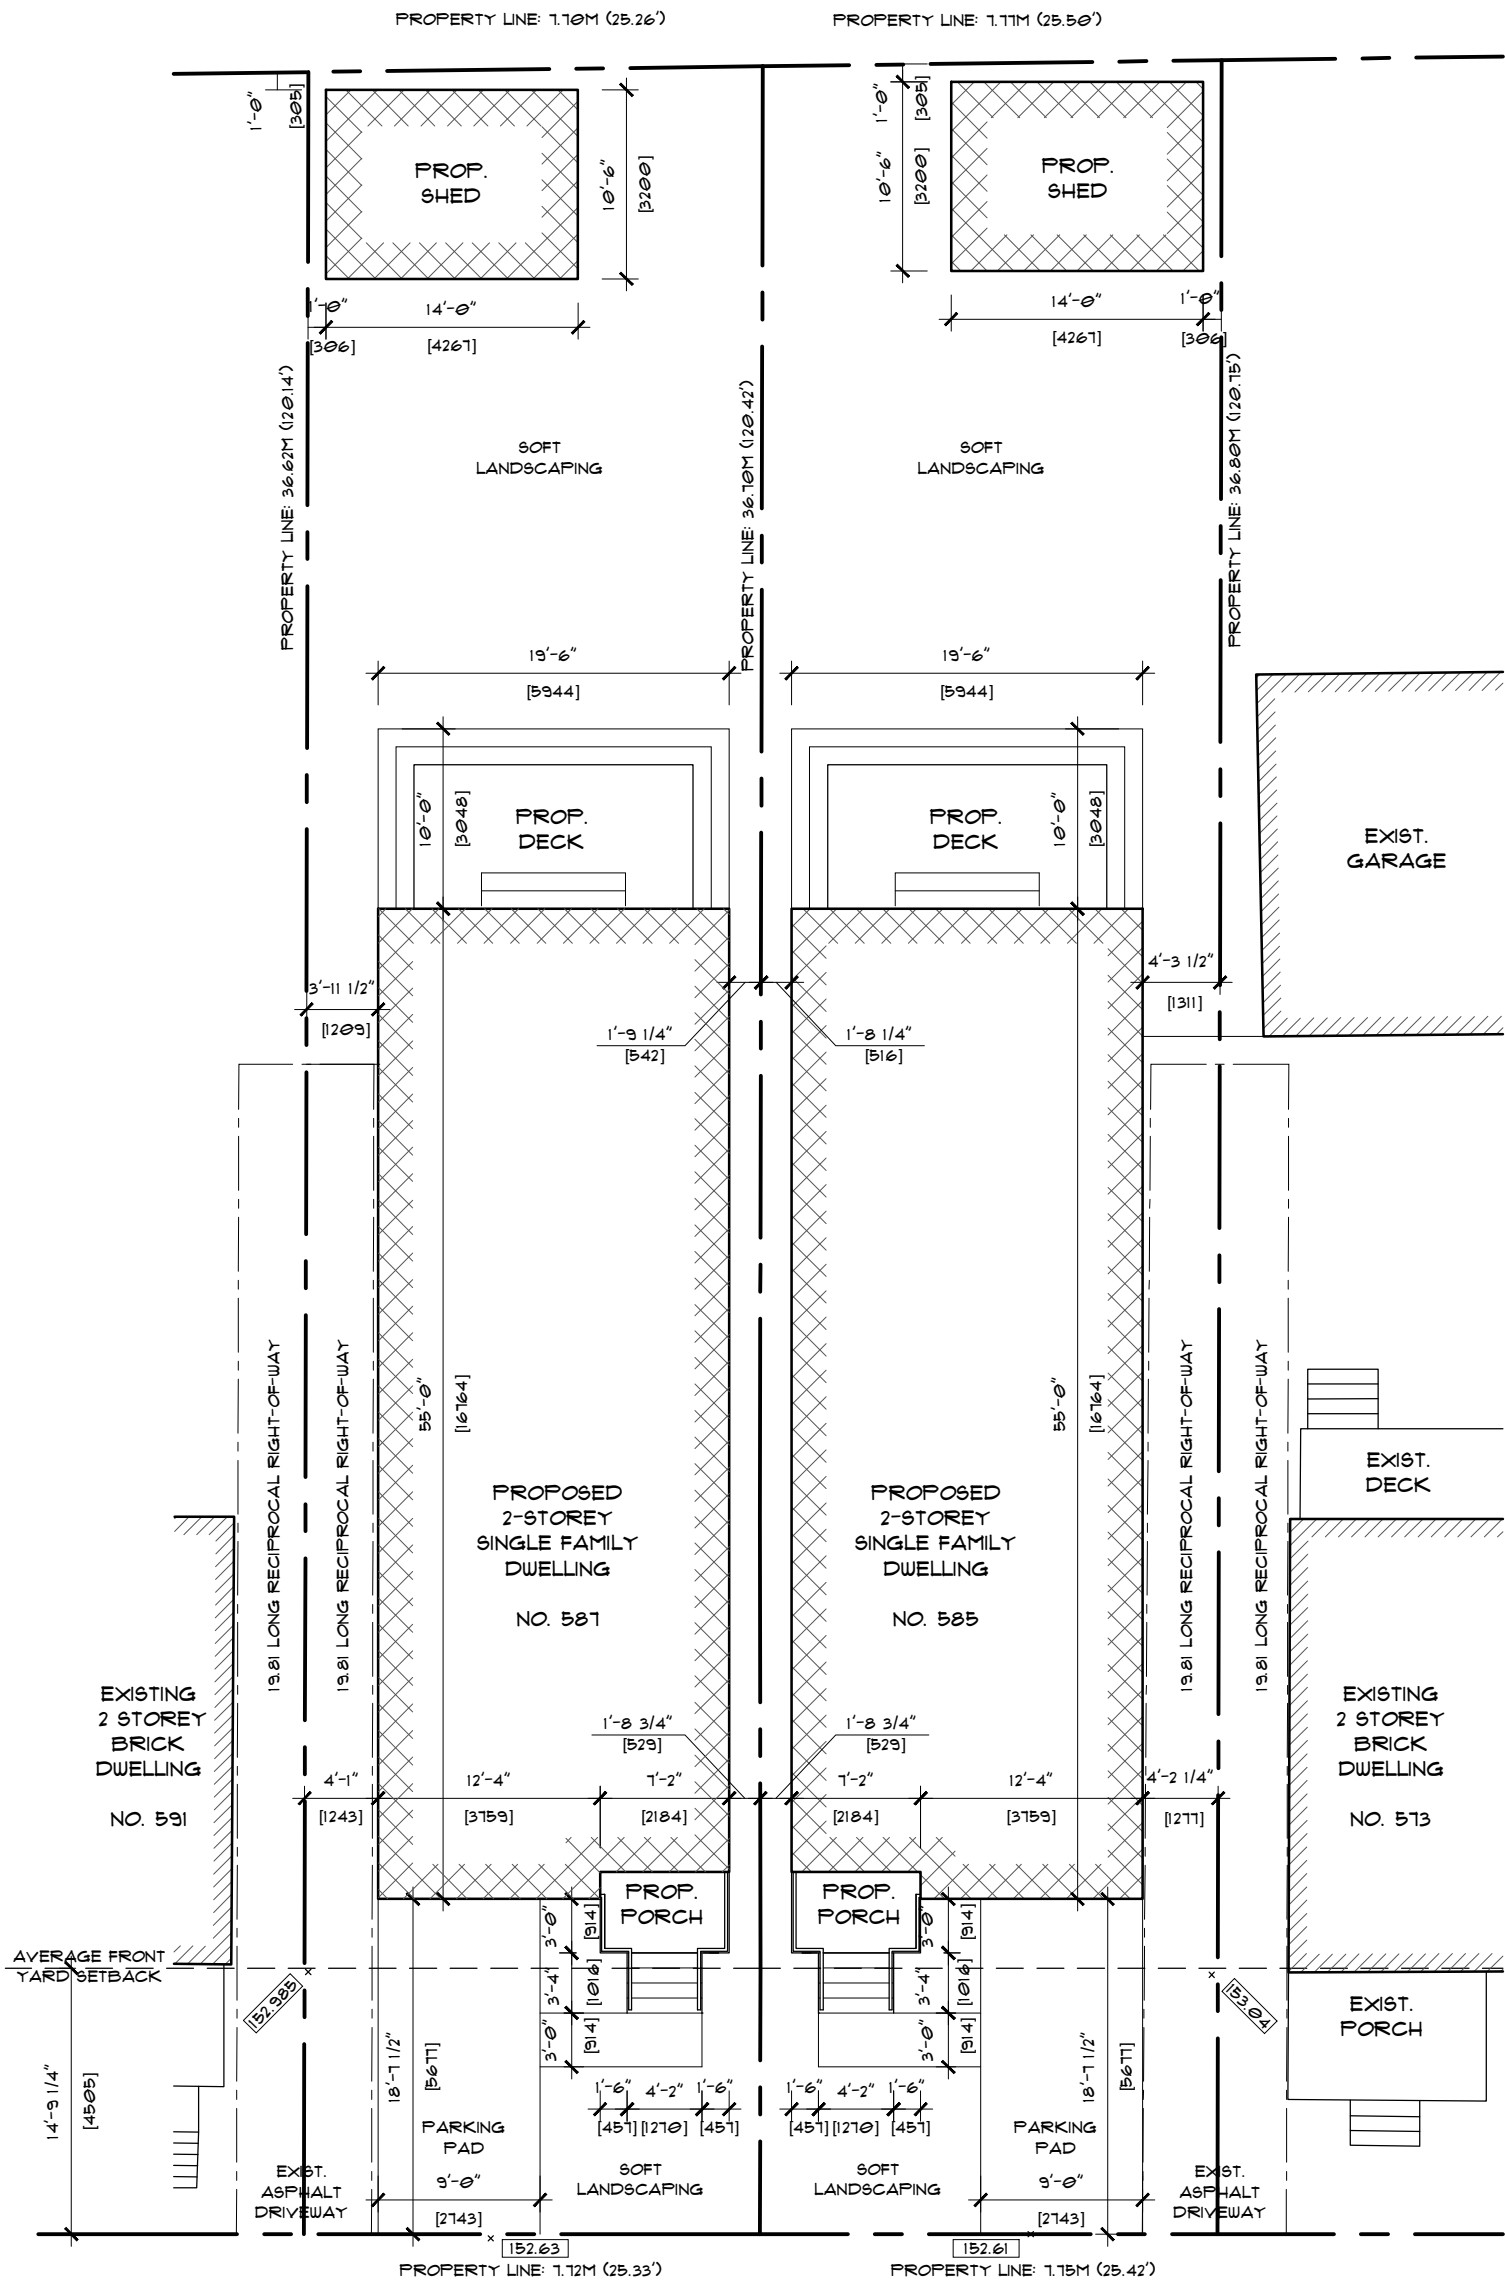 PROPERTY LINE: 7.70M (25.26')
PROPERTY LINE: 7.77M (25.50')
1'-0"
[305]
PROP.
SHED
10'-6"
[3200]
1'-0"
[305]
10'-6"
[3200]
PROP.
SHED
1'-0"
[306]
14'-0"
[4267]
14'-0"
[4267]
1'-0"
[306]
PROPERTY LINE: 36.62M (120.14')
PROPERTY LINE: 36.70M (120.42')
PROPERTY LINE: 36.80M (120.75')
SOFT
LANDSCAPING
SOFT
LANDSCAPING
19'-6"
[5944]
19'-6"
[5944]
10'-0"
[3048]
PROP.
DECK
PROP.
DECK
10'-0"
[3048]
EXIST.
GARAGE
3'-11 1/2"
[1209]
1'-9 1/4"
[542]
1'-8 1/4"
[516]
4'-3 1/2"
[1311]
19.81 LONG RECIPROCAL RIGHT-OF-WAY
19.81 LONG RECIPROCAL RIGHT-OF-WAY
55'-0"
[16764]
55'-0"
[16764]
19.81 LONG RECIPROCAL RIGHT-OF-WAY
19.81 LONG RECIPROCAL RIGHT-OF-WAY
EXIST.
DECK
PROPOSED
2-STOREY
SINGLE FAMILY
DWELLING
NO. 587
PROPOSED
2-STOREY
SINGLE FAMILY
DWELLING
NO. 585
EXISTING
2 STOREY
BRICK
DWELLING
NO. 591
EXISTING
2 STOREY
BRICK
DWELLING
NO. 573
1'-8 3/4"
[529]
1'-8 3/4"
[529]
4'-1"
[1243]
12'-4"
[3759]
7'-2"
[2184]
7'-2"
[2184]
12'-4"
[3759]
4'-2 1/4"
[1277]
PROP.
PORCH
PROP.
PORCH
3'-0"
[914]
3'-4"
[1016]
3'-0"
[914]
3'-0"
[914]
3'-4"
[1016]
3'-0"
[914]
AVERAGE FRONT
YARD SETBACK
152.985
153.04
EXIST.
PORCH
14'-9 1/4"
[4505]
18'-7 1/2"
[5677]
18'-7 1/2"
[5677]
1'-6"
4'-2"
1'-6"
[457]
[1270]
[457]
1'-6"
4'-2"
1'-6"
[457]
[1270]
[457]
PARKING
PAD
PARKING
PAD
EXIST.
ASPHALT
DRIVEWAY
9'-0"
[2743]
SOFT
LANDSCAPING
SOFT
LANDSCAPING
9'-0"
[2743]
EXIST.
ASPHALT
DRIVEWAY
152.63
152.61
PROPERTY LINE: 7.72M (25.33')
PROPERTY LINE: 7.75M (25.42')